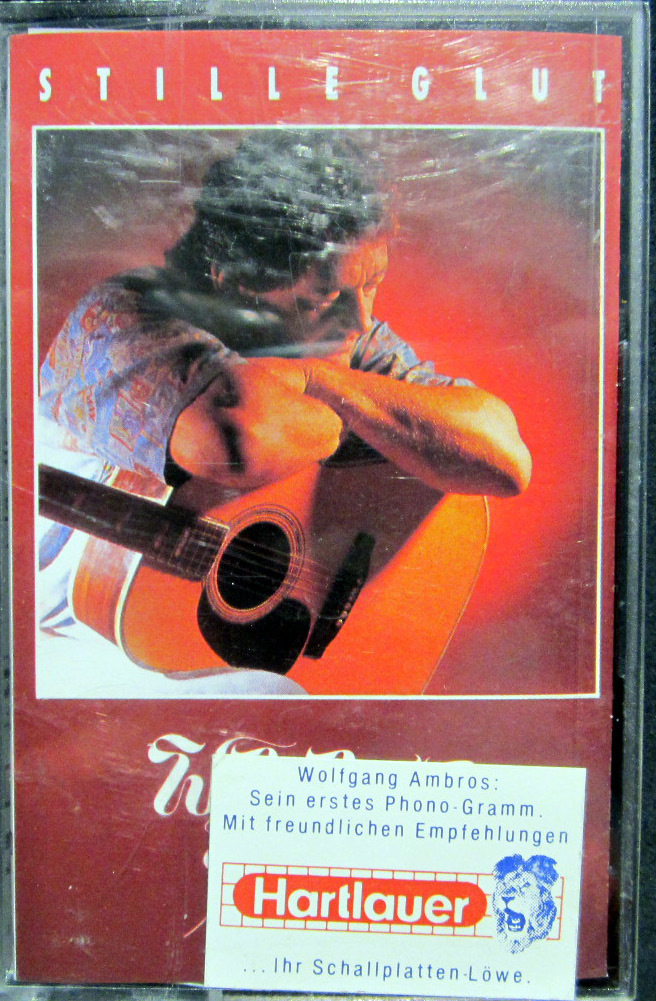 STILLE GLUT
Wolfgang Ambros:
Sein erstes Phono-Gramm.
Mit freundlichen Empfehlungen
Hartlauer
...Ihr Schallplatten-Löwe.